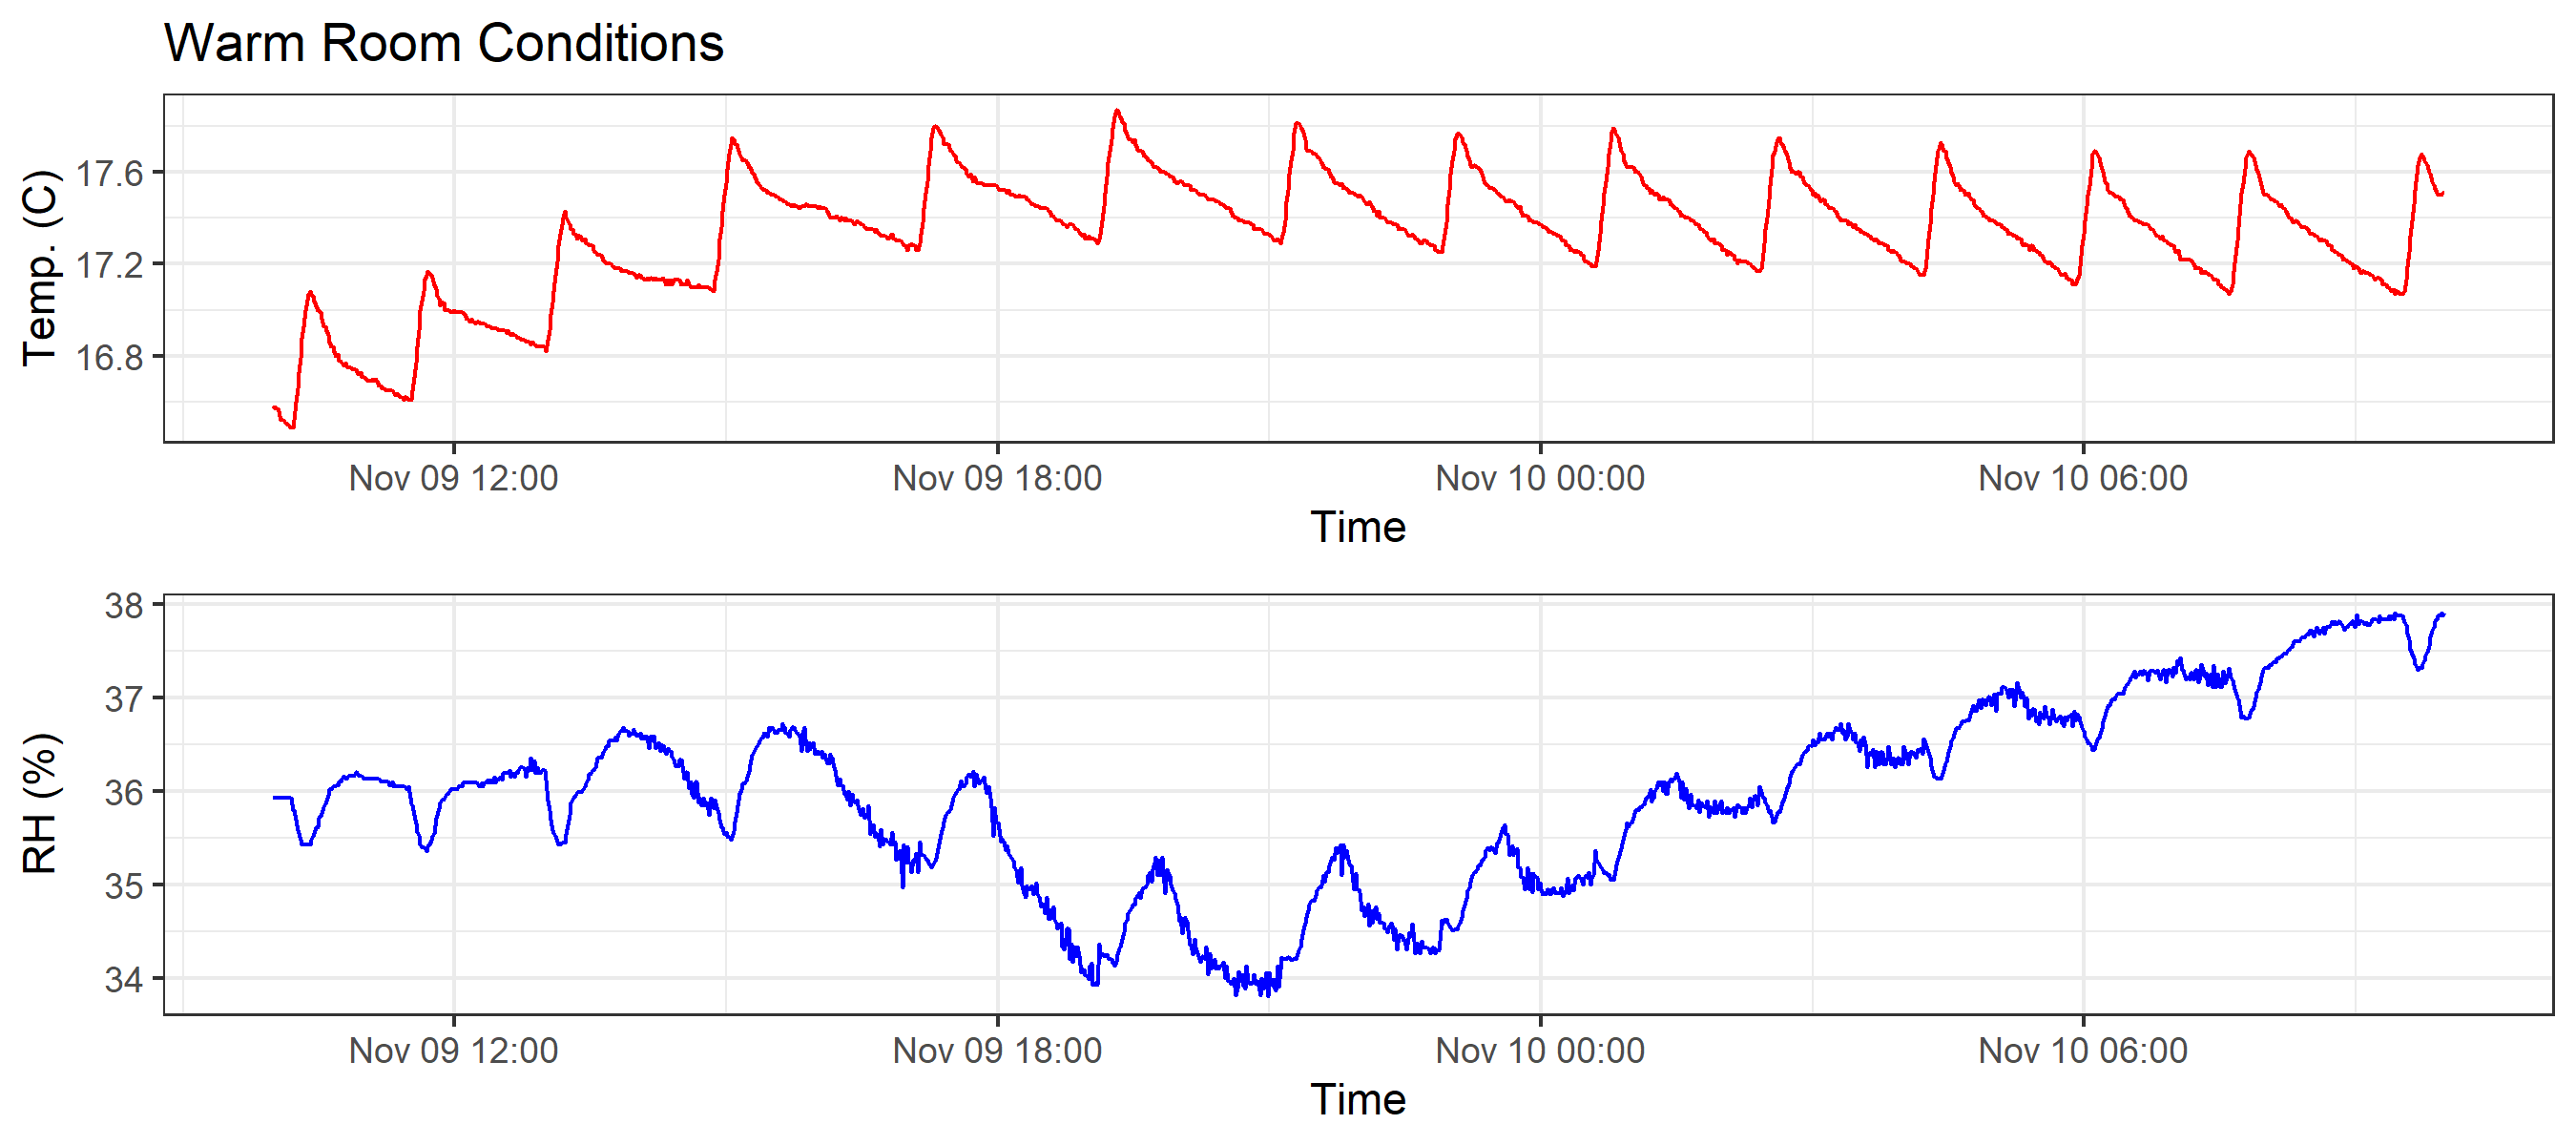 Warm Room Conditions
Temp. (C)
17.6
17.2
16.8
Nov 09 12:00 Nov 09 18:00 Nov 10 00:00 Nov 10 06:00
Time
RH (%)
38
37
36
35
34
Nov 09 12:00 Nov 09 18:00 Nov 10 00:00 Nov 10 06:00
Time